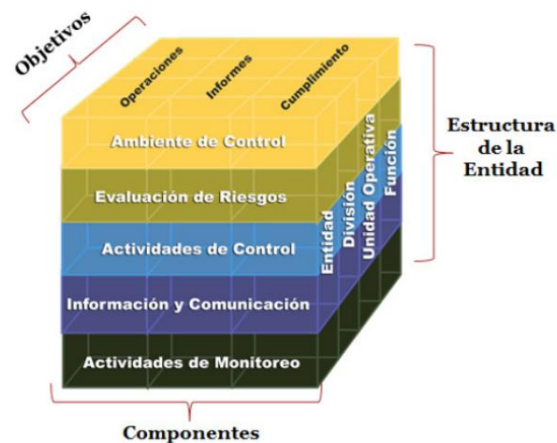 Objetivos
Operaciones
Informes
Cumplimiento
Ambiente de Control
Evaluación de Riesgos
Actividades de Control
Información y Comunicación
Actividades de Monitoreo
Entidad
División
Unidad Operativa
Función
Estructura
de la
Entidad
Componentes